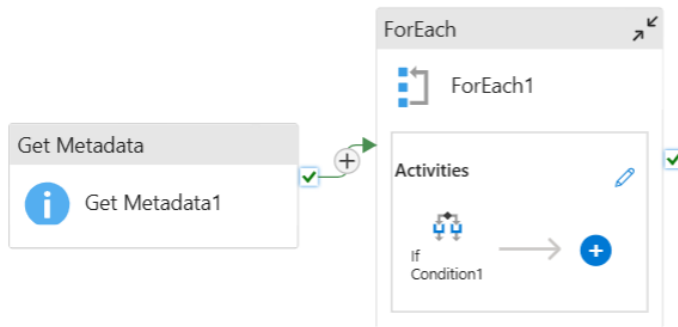 Get Metadata
Get Metadata1
ForEach
ForEach1
Activities
If
Condition1